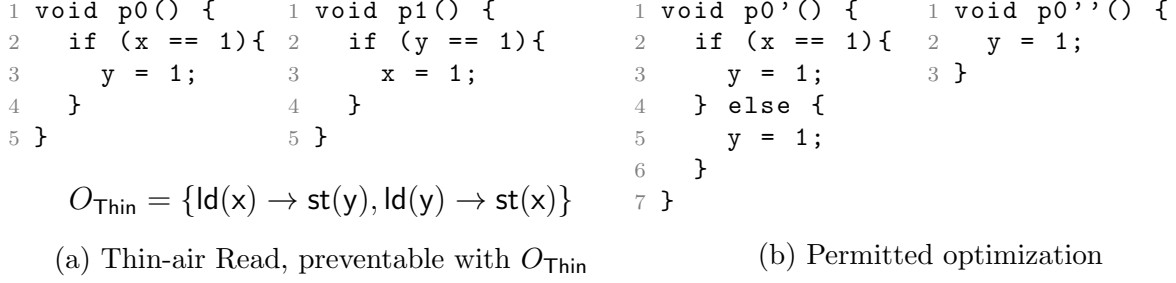 1 void p0() {
2 if (x == 1){
3 y = 1;
4 }
5 }
1 void p1() {
2 if (y == 1){
3 x = 1;
4 }
5 }
O_Thin = {ld(x) → st(y), ld(y) → st(x)}
(a) Thin-air Read, preventable with O_Thin
1 void p0'() {
2 if (x == 1){
3 y = 1;
4 } else {
5 y = 1;
6 }
7 }
1 void p0''() {
2 y = 1;
3 }
(b) Permitted optimization